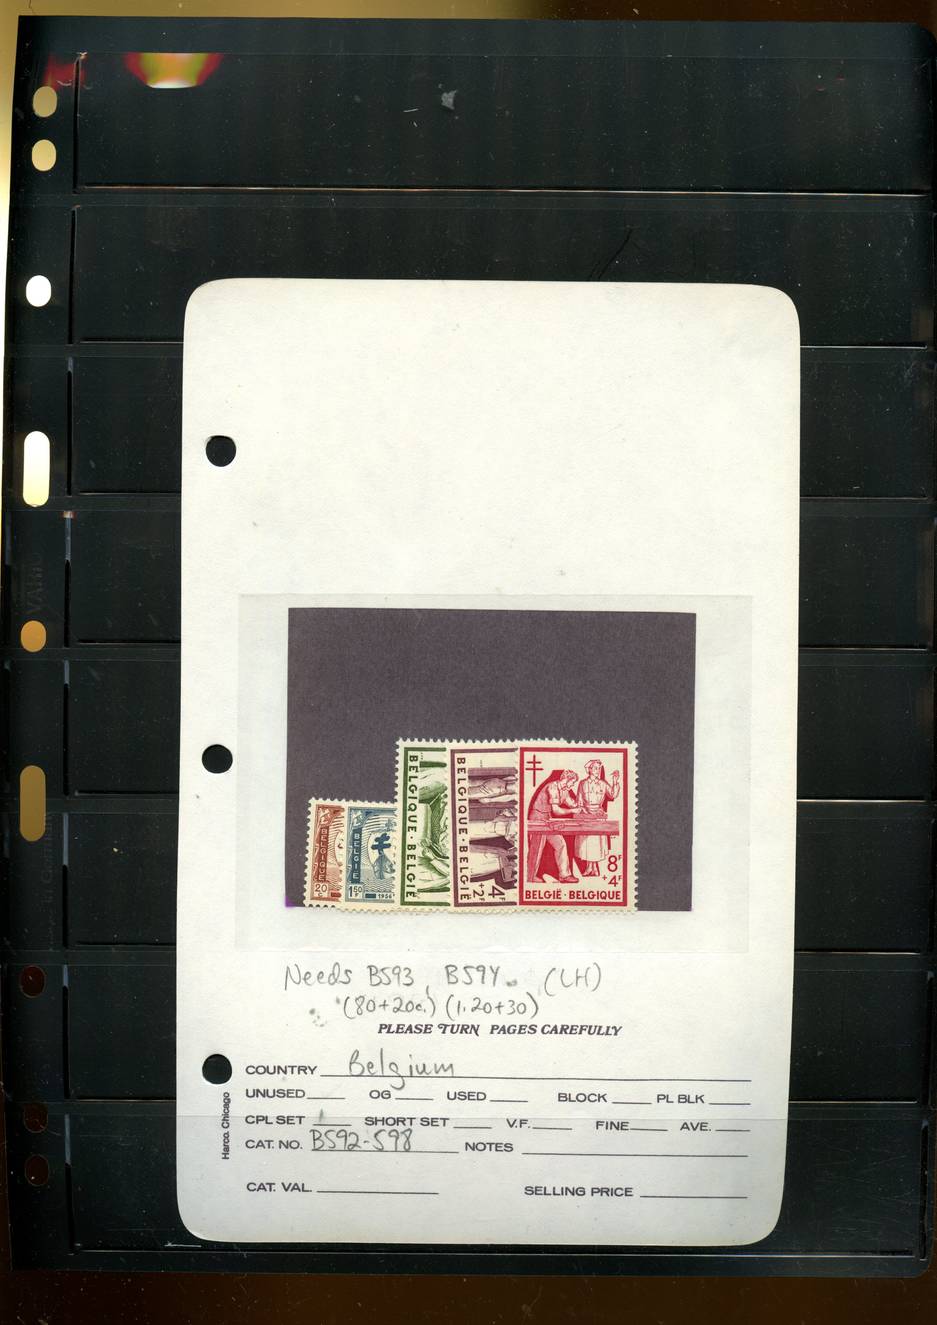 BELGIQUE
20
c
BELGIE
1.50
F
1956
BELGIQUE · BELGIË
BELGIQUE · BELGIË
4F
+2F
8F
+4F
BELGIË · BELGIQUE
Needs B593, B594. (LH)
(80+20c.) (1.20+30)
PLEASE TURN PAGES CAREFULLY
COUNTRY Belgium
UNUSED OG USED BLOCK PL BLK
CPL SET 1 SHORT SET V.F. FINE AVE.
CAT. NO. B592-598 NOTES
CAT. VAL. SELLING PRICE
Harco, Chicago